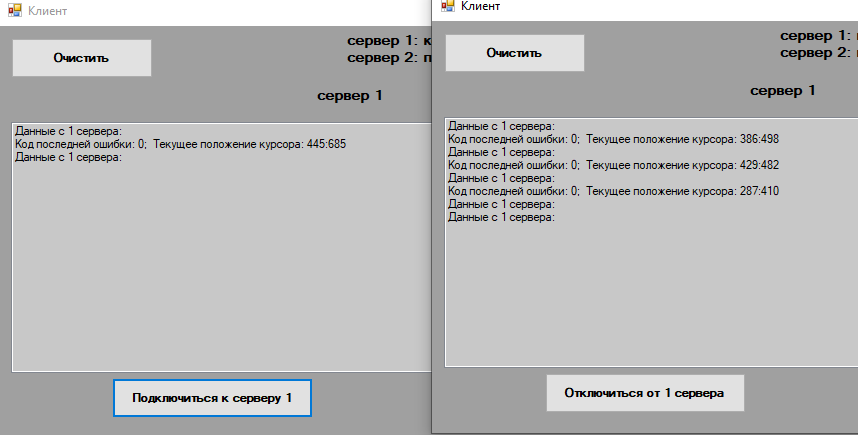 Клиент
Очистить
сервер 1: к
сервер 2: п
сервер 1
Данные с 1 сервера:
Код последней ошибки: 0; Текущее положение курсора: 445:685
Данные с 1 сервера:
Подключиться к серверу 1
Клиент
Очистить
сервер 1:
сервер 2:
сервер 1
Данные с 1 сервера:
Код последней ошибки: 0; Текущее положение курсора: 386:498
Данные с 1 сервера:
Код последней ошибки: 0; Текущее положение курсора: 429:482
Данные с 1 сервера:
Код последней ошибки: 0; Текущее положение курсора: 287:410
Данные с 1 сервера:
Данные с 1 сервера:
Отключиться от 1 сервера